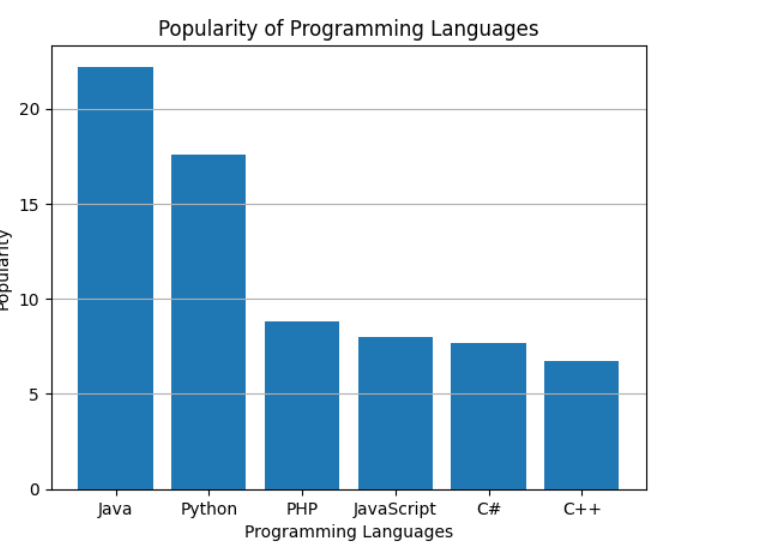 Popularity of Programming Languages
Popularity
20
15
10
5
0
Java Python PHP JavaScript C# C++
Programming Languages